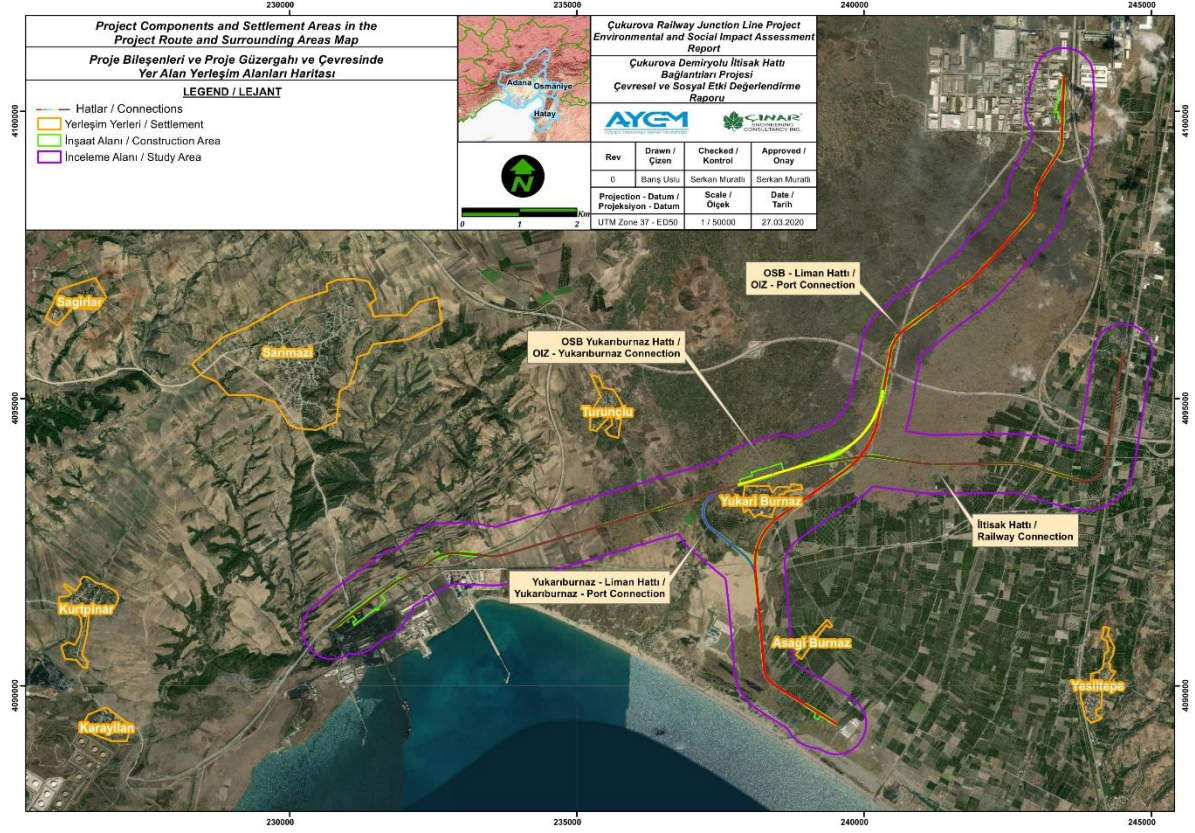 230000
235000
240000
245000
Project Components and Settlement Areas in the
Project Route and Surrounding Areas Map
Proje Bileşenleri ve Proje Güzergahı ve Çevresinde
Yer Alan Yerleşim Alanları Haritası
LEGEND / LEJANT
Hatlar / Connections
Yerleşim Yerleri / Settlement
İnşaat Alanı / Construction Area
İnceleme Alanı / Study Area
Adana
Osmaniye
Hatay
N
0 1 2 Km
Çukurova Railway Junction Line Project
Environmental and Social Impact Assessment
Report
Çukurova Demiryolu İltisak Hattı
Bağlantıları Projesi
Çevresel ve Sosyal Etki Değerlendirme
Raporu
AYGM
ÇINAR
ENGINEERING
CONSULTANCY INC.
Rev
Drawn /
Çizen
Checked /
Kontrol
Approved /
Onay
0
Barış Uslu
Serkan Muratlı
Serkan Muratlı
Projection - Datum /
Projeksiyon - Datum
Scale /
Ölçek
Date /
Tarih
UTM Zone 37 - ED50
1 / 50000
27.03.2020
4100000
4100000
OSB - Liman Hattı /
OIZ - Port Connection
Sagirlar
Sarimazi
OSB Yukarıburnaz Hattı /
OIZ - Yukarıburnaz Connection
4095000
4095000
Turunçlu
Yukari Burnaz
İltisak Hattı /
Railway Connection
Yukarıburnaz - Liman Hattı /
Yukarıburnaz - Port Connection
Kurtpinar
Asagi Burnaz
Yesiltepe
4090000
4090000
Karayilan
230000
235000
240000
245000